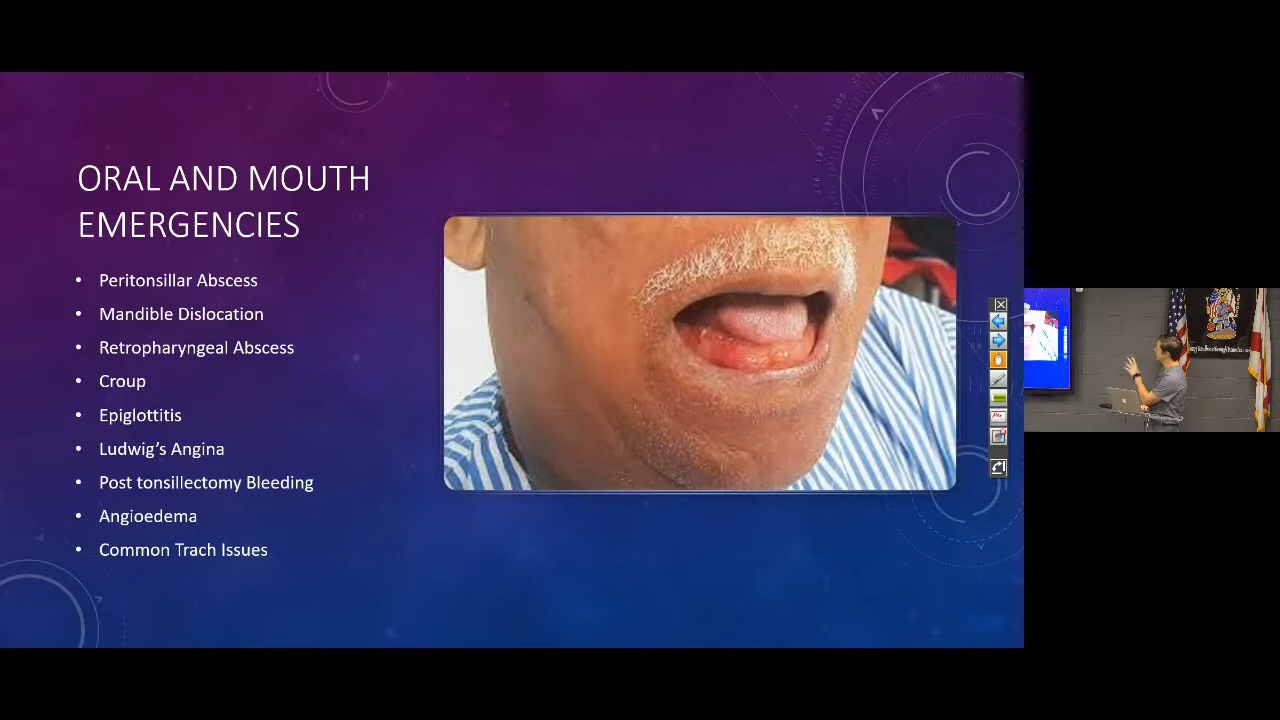 ORAL AND MOUTH
EMERGENCIES
• Peritonsillar Abscess
• Mandible Dislocation
• Retropharyngeal Abscess
• Croup
• Epiglottitis
• Ludwig's Angina
• Post tonsillectomy Bleeding
• Angioedema
• Common Trach Issues